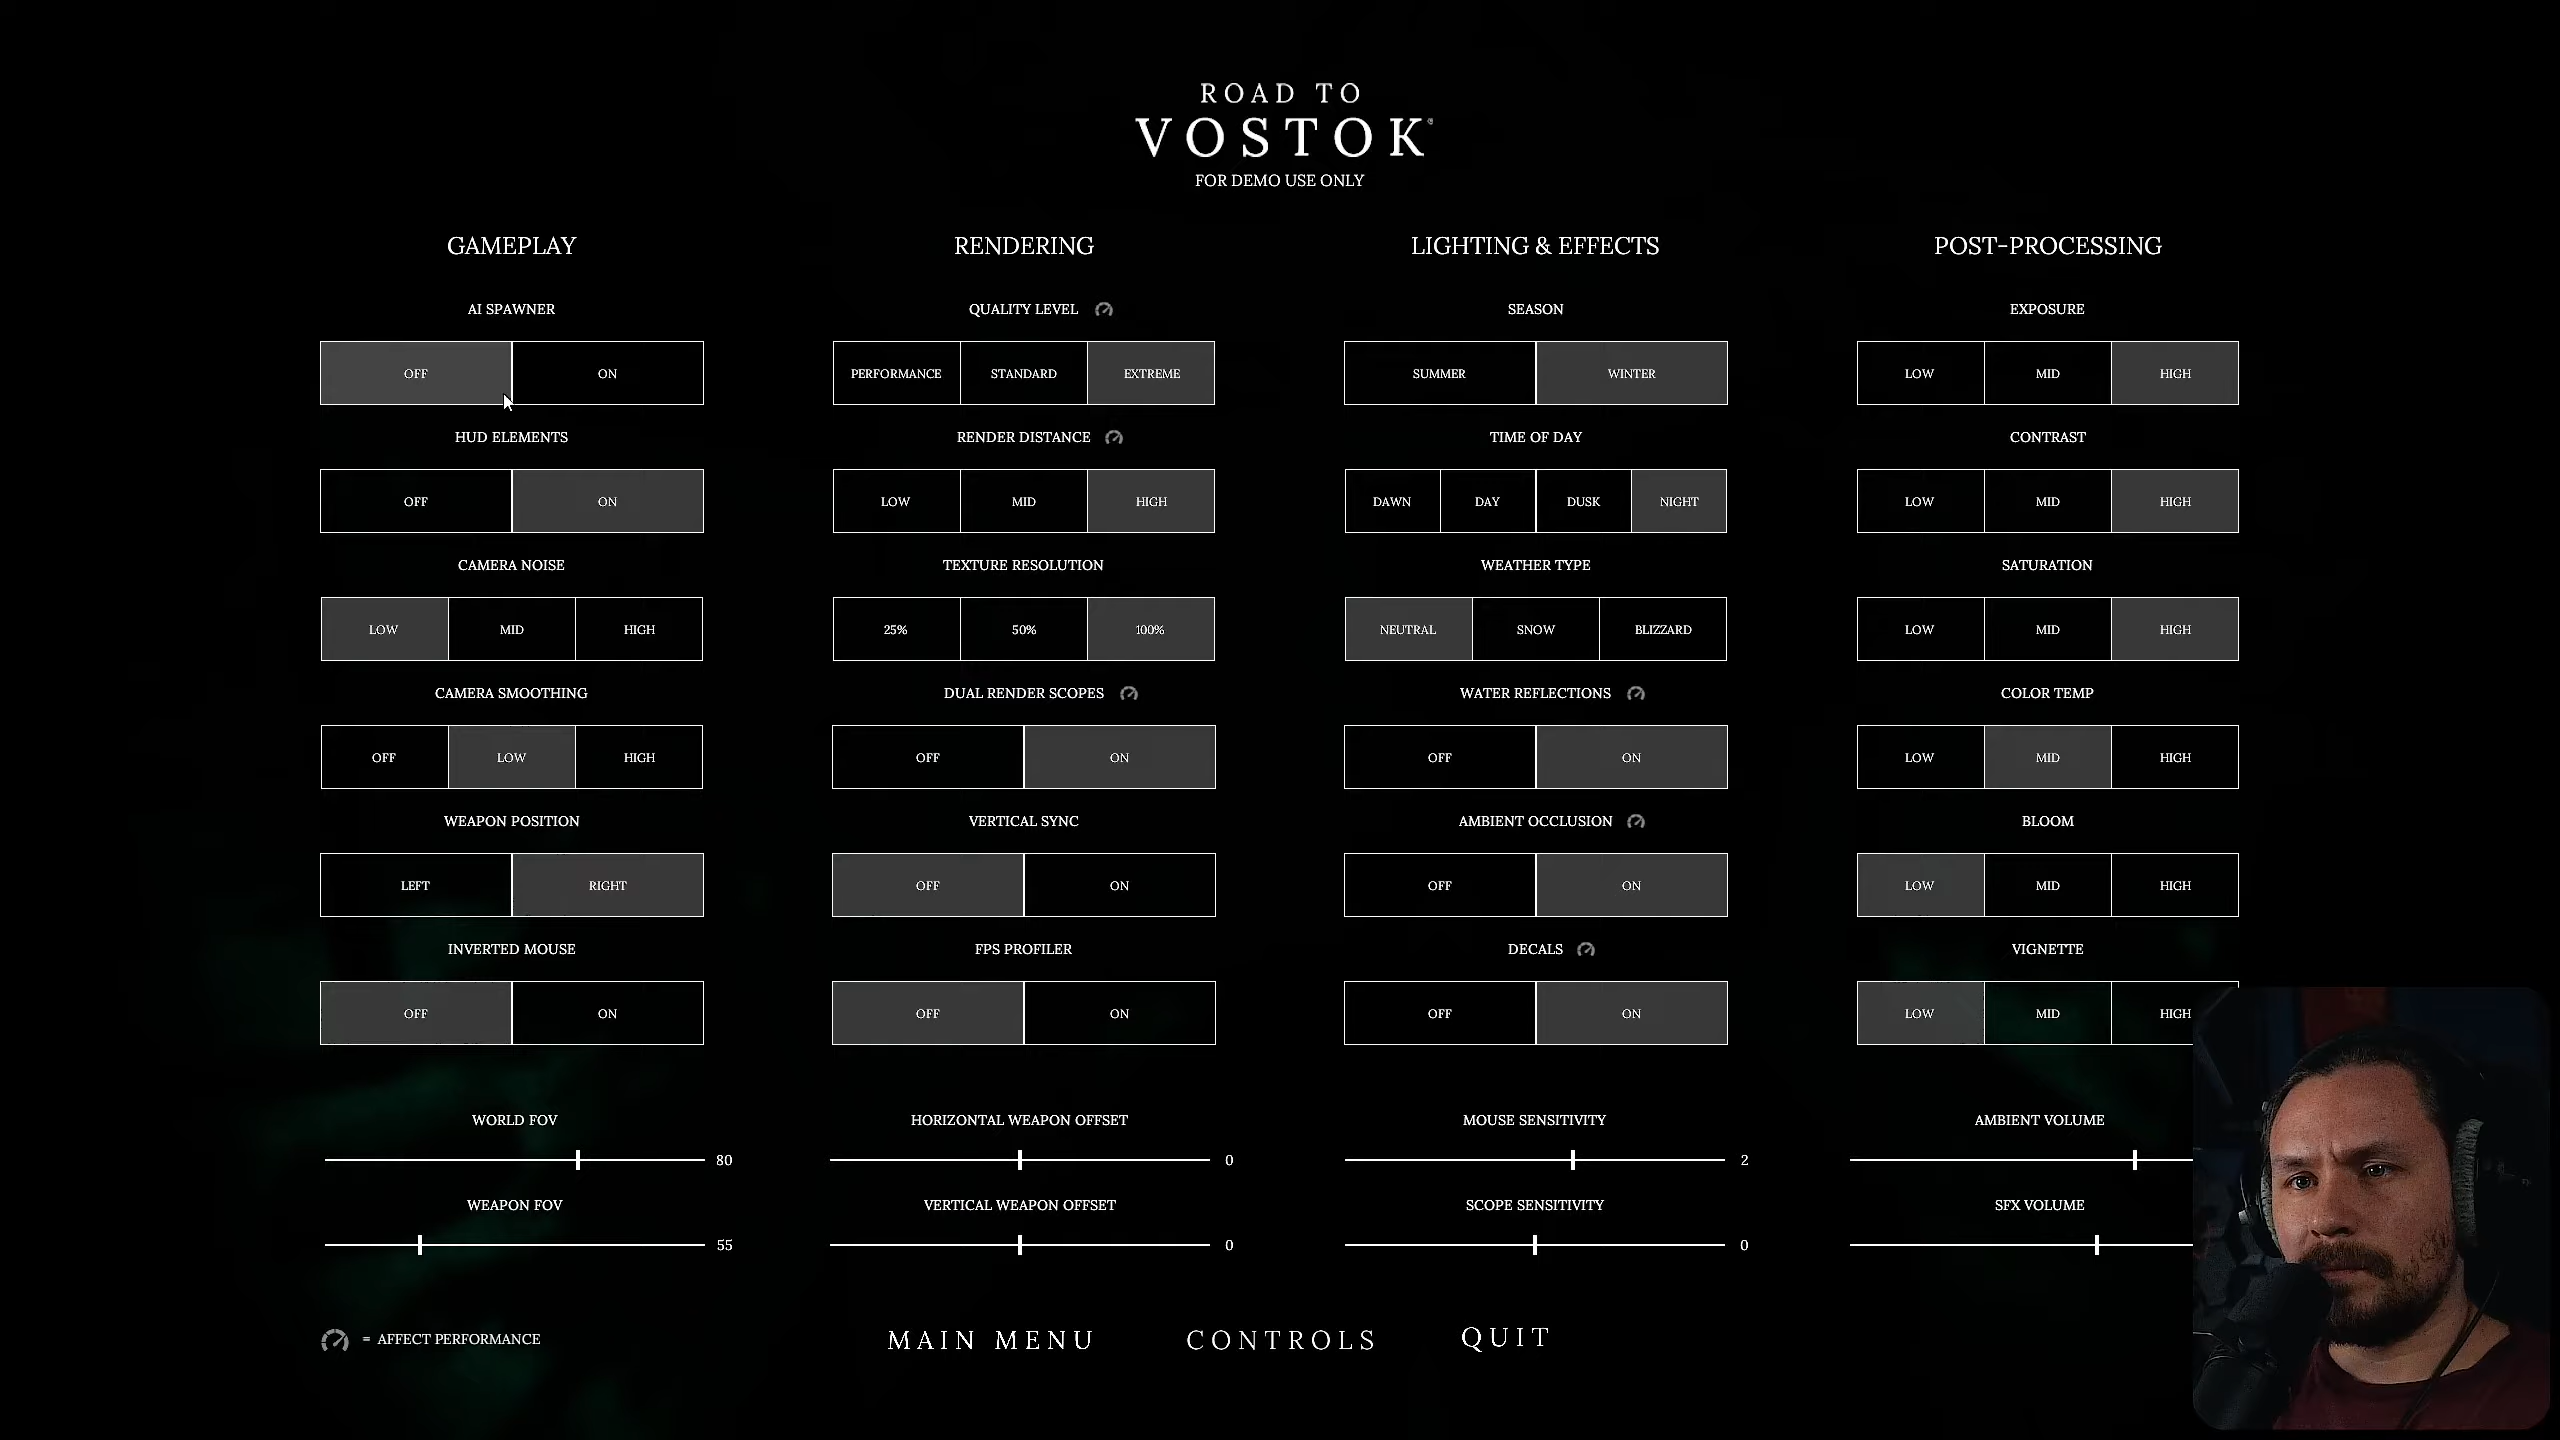 ROAD TO
VOSTOK
FOR DEMO USE ONLY
GAMEPLAY
AI SPAWNER
OFF ON
HUD ELEMENTS
OFF ON
CAMERA NOISE
LOW MID HIGH
CAMERA SMOOTHING
OFF LOW HIGH
WEAPON POSITION
LEFT RIGHT
INVERTED MOUSE
OFF ON
WORLD FOV
80
WEAPON FOV
55
RENDERING
QUALITY LEVEL
PERFORMANCE STANDARD EXTREME
RENDER DISTANCE
LOW MID HIGH
TEXTURE RESOLUTION
25% 50% 100%
DUAL RENDER SCOPES
OFF ON
VERTICAL SYNC
OFF ON
FPS PROFILER
OFF ON
HORIZONTAL WEAPON OFFSET
0
VERTICAL WEAPON OFFSET
0
LIGHTING & EFFECTS
SEASON
SUMMER WINTER
TIME OF DAY
DAWN DAY DUSK NIGHT
WEATHER TYPE
NEUTRAL SNOW BLIZZARD
WATER REFLECTIONS
OFF ON
AMBIENT OCCLUSION
OFF ON
DECALS
OFF ON
MOUSE SENSITIVITY
2
SCOPE SENSITIVITY
0
POST-PROCESSING
EXPOSURE
LOW MID HIGH
CONTRAST
LOW MID HIGH
SATURATION
LOW MID HIGH
COLOR TEMP
LOW MID HIGH
BLOOM
LOW MID HIGH
VIGNETTE
LOW MID HIGH
AMBIENT VOLUME
SFX VOLUME
= AFFECT PERFORMANCE
MAIN MENU CONTROLS QUIT